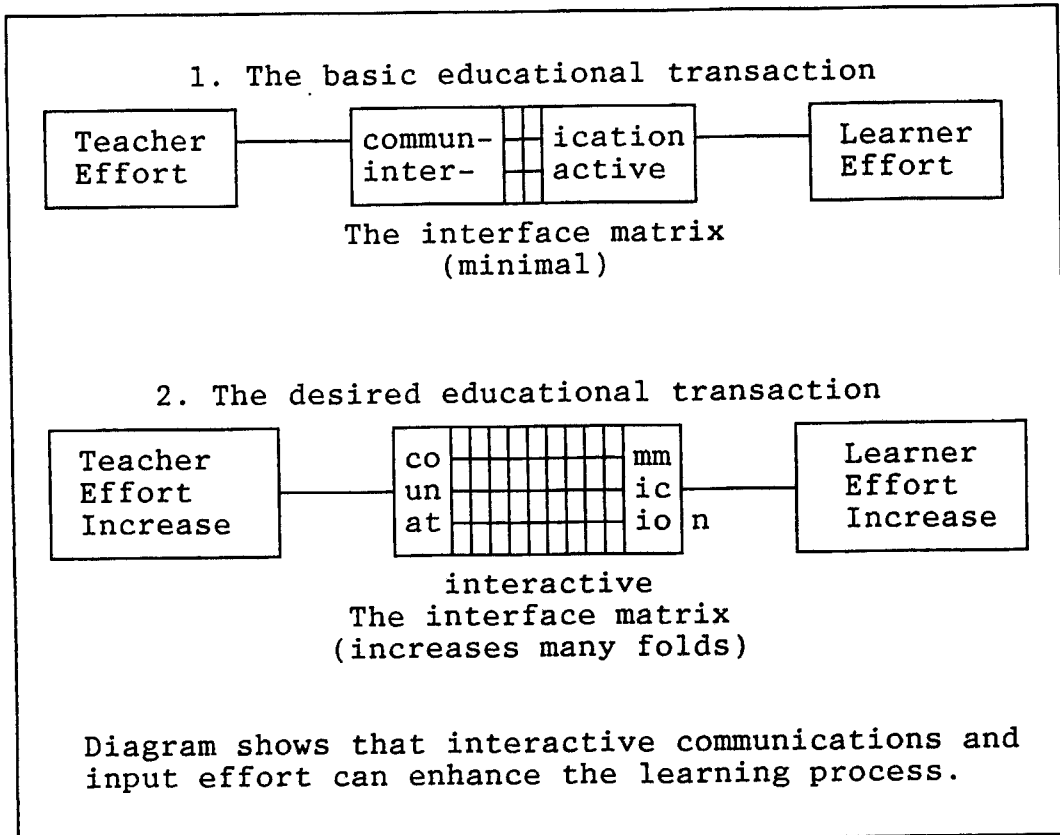 1. The basic educational transaction
Teacher
Effort
commun- ication
inter- active
Learner
Effort
The interface matrix
(minimal)
2. The desired educational transaction
Teacher
Effort
Increase
co mm
un ic
at io n
Learner
Effort
Increase
interactive
The interface matrix
(increases many folds)
Diagram shows that interactive communications and
input effort can enhance the learning process.